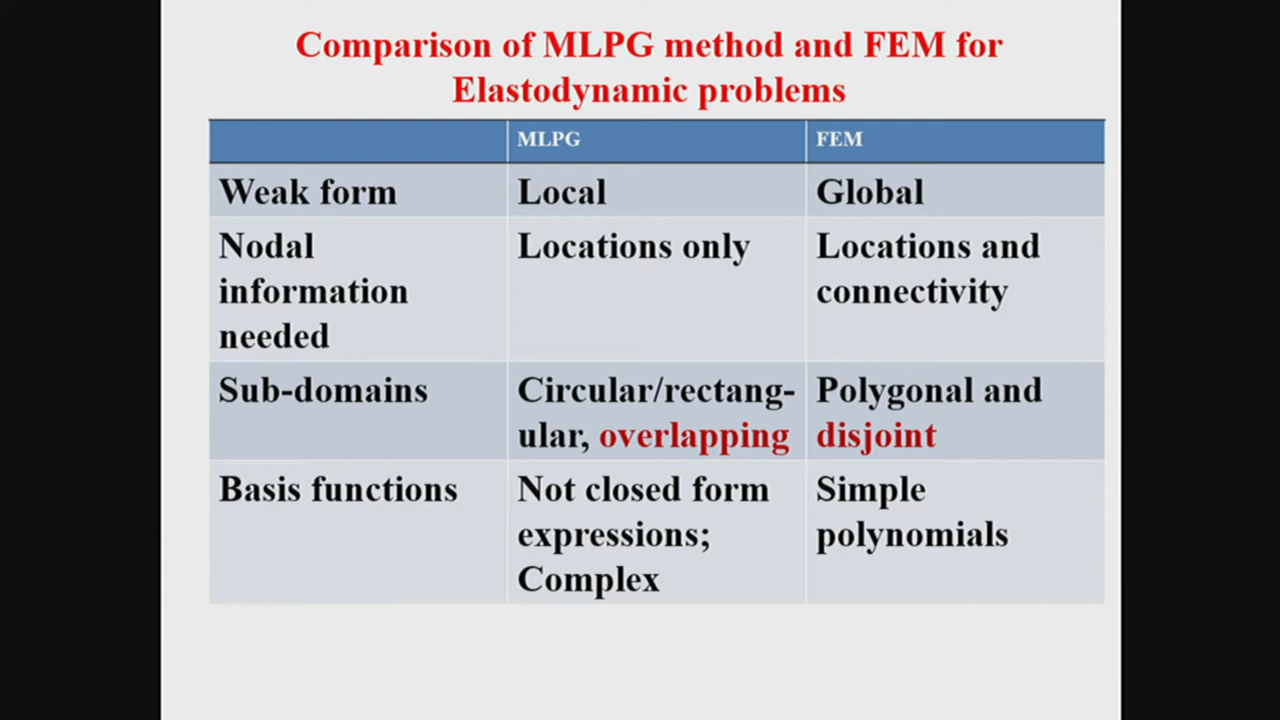 Comparison of MLPG method and FEM for
Elastodynamic problems
MLPG FEM
Weak form Local Global
Nodal Locations only Locations and
information connectivity
needed
Sub-domains Circular/rectang- Polygonal and
ular, overlapping disjoint
Basis functions Not closed form Simple
expressions; polynomials
Complex